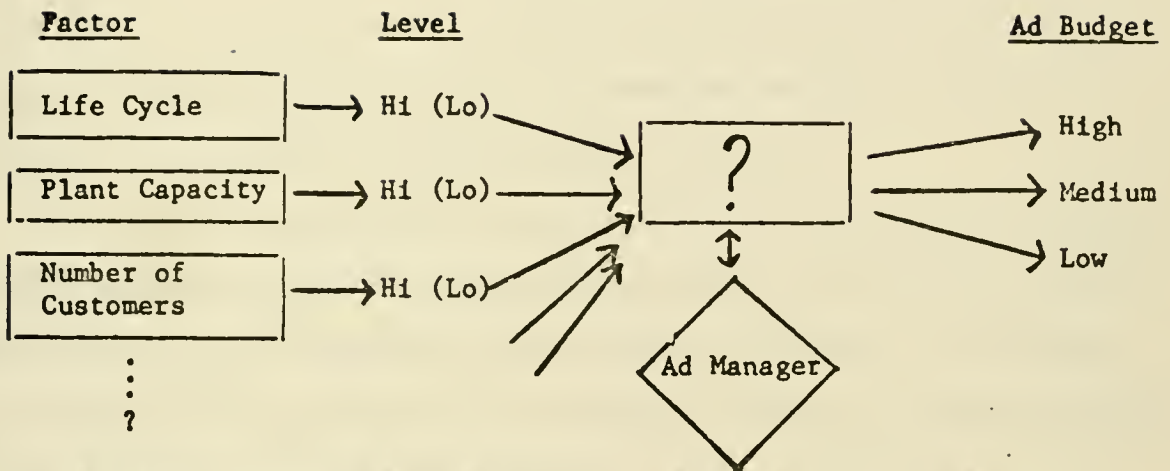 Factor Level Ad Budget
Life Cycle Hi (Lo)
High
?
Plant Capacity Hi (Lo)
Medium
Low
Number of
Customers Hi (Lo)
Ad Manager
?